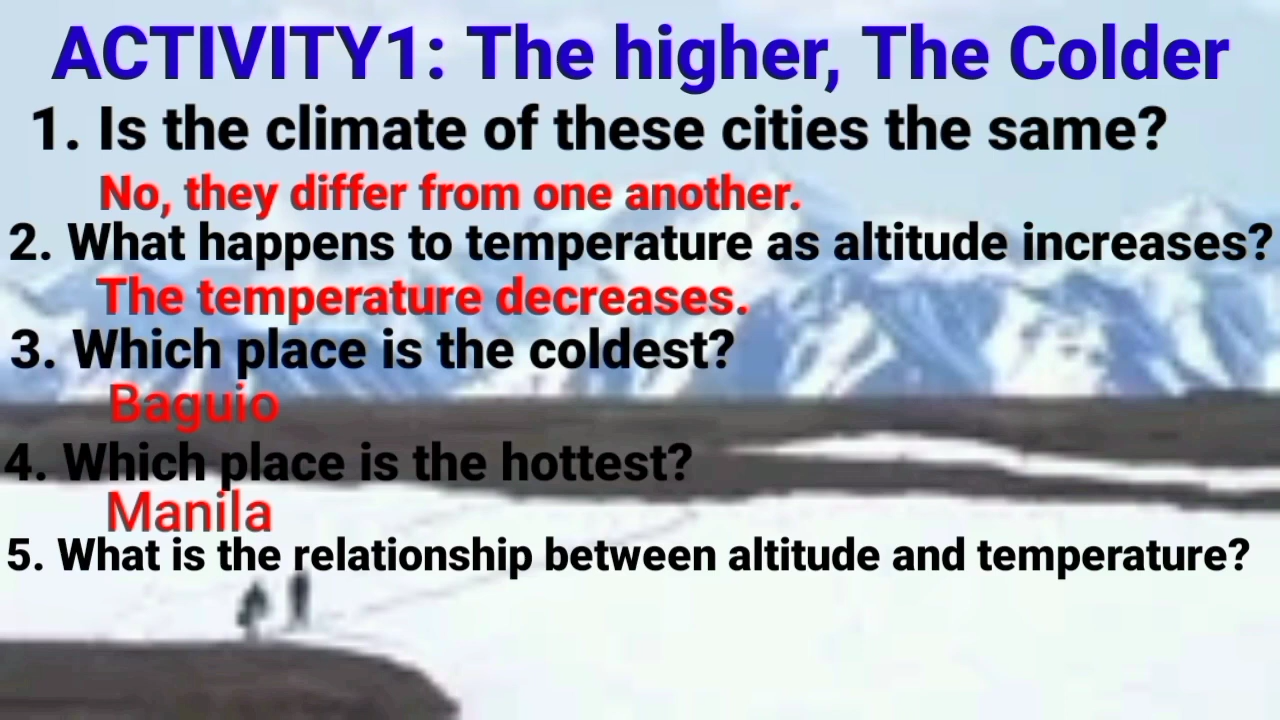 ACTIVITY1: The higher, The Colder
1. Is the climate of these cities the same?
No, they differ from one another.
2. What happens to temperature as altitude increases?
The temperature decreases.
3. Which place is the coldest?
Baguio
4. Which place is the hottest?
Manila
5. What is the relationship between altitude and temperature?